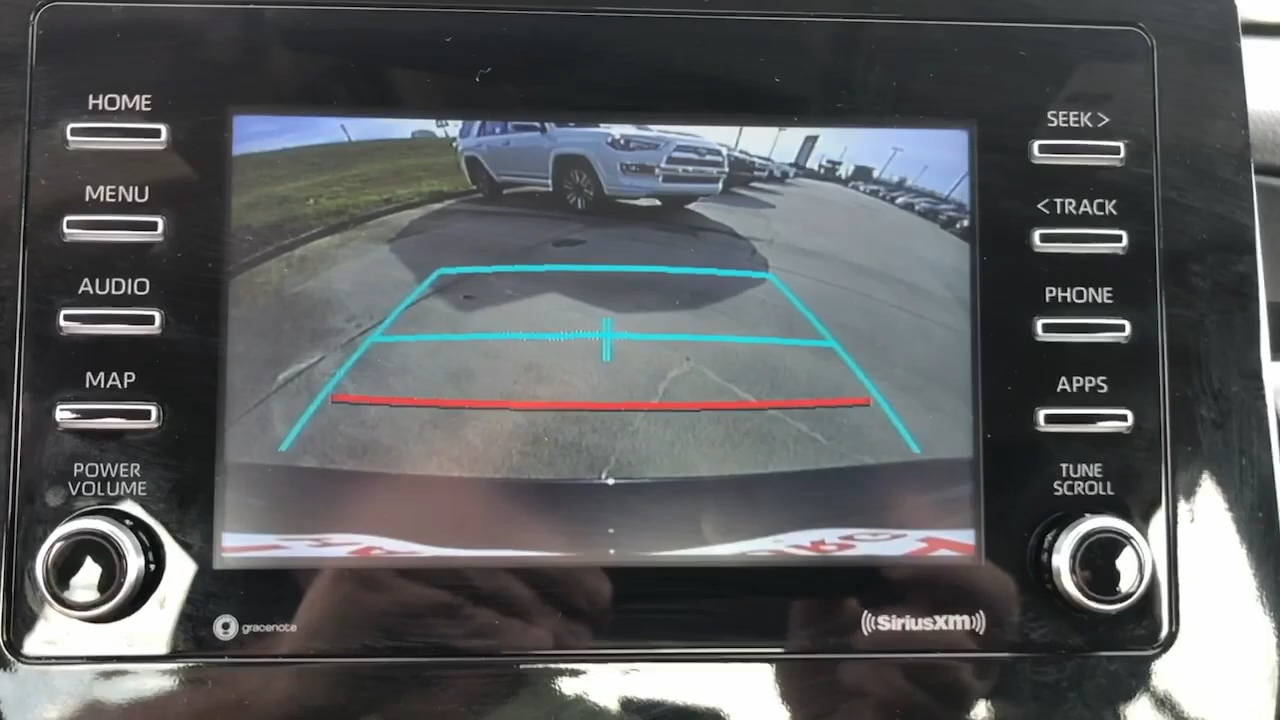 HOME
MENU
AUDIO
MAP
POWER
VOLUME
SEEK >
< TRACK
PHONE
APPS
TUNE
SCROLL
gracenote
((SiriusXM))